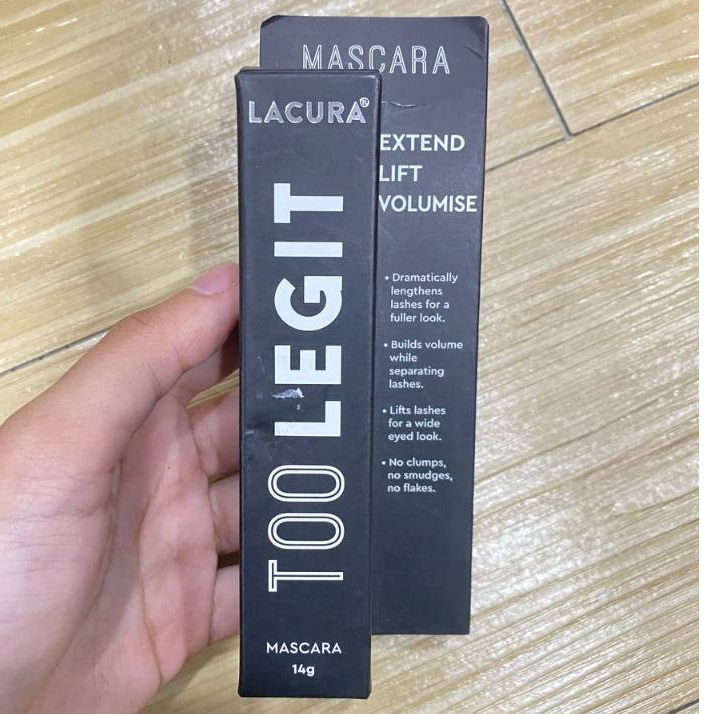 MASCARA
EXTEND
LIFT
VOLUMISE
• Dramatically
lengthens
lashes for a
fuller look.
• Builds volume
while
separating
lashes.
• Lifts lashes
for a wide
eyed look.
• No clumps,
no smudges,
no flakes.
LACURA®
TOO LEGIT
MASCARA
14g